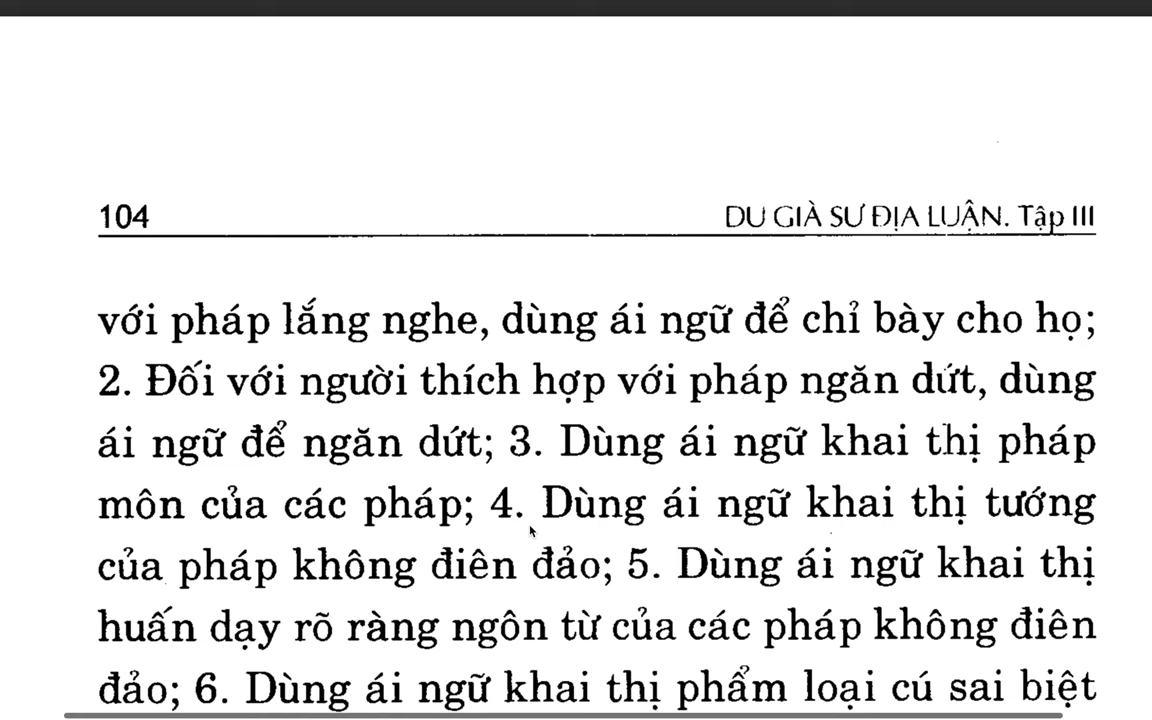 104 DU GIÀ SƯ ĐỊA LUẬN. Tập III
với pháp lắng nghe, dùng ái ngữ để chỉ bày cho họ;
2. Đối với người thích hợp với pháp ngăn dứt, dùng
ái ngữ để ngăn dứt; 3. Dùng ái ngữ khai thị pháp
môn của các pháp; 4. Dùng ái ngữ khai thị tướng
của pháp không điên đảo; 5. Dùng ái ngữ khai thị
huấn dạy rõ ràng ngôn từ của các pháp không điên
đảo; 6. Dùng ái ngữ khai thị phẩm loại cú sai biệt